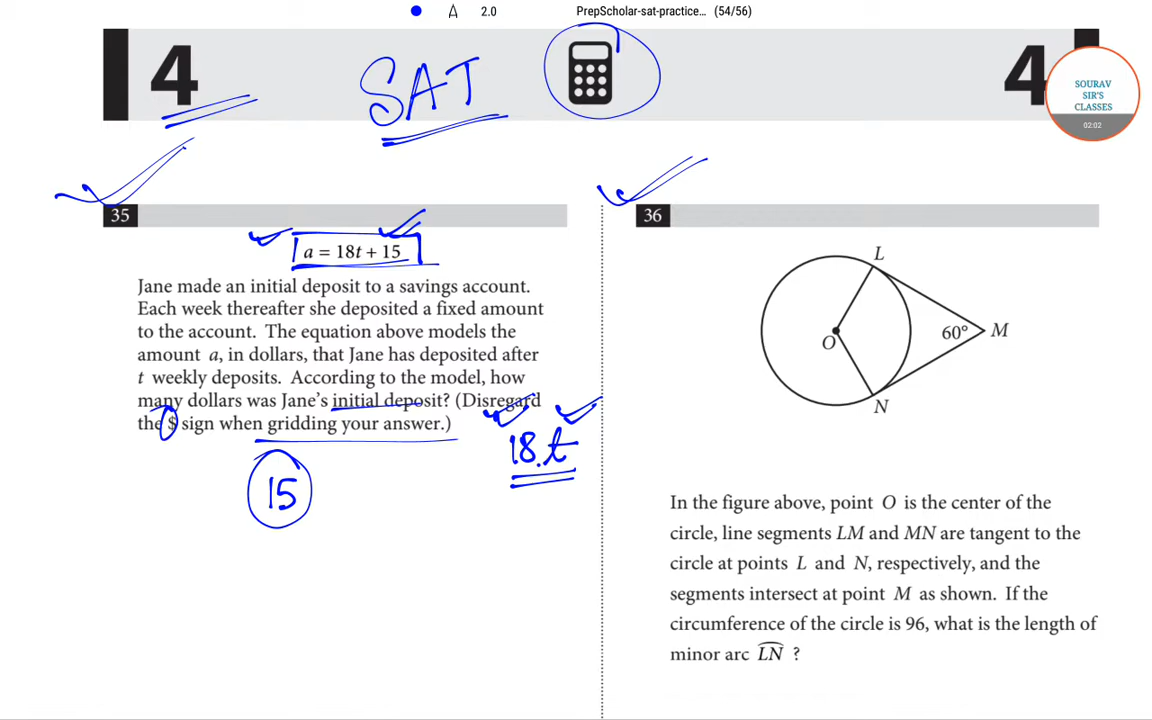 2.0 PrepScholar-sat-practice... (54/56)
4 SAT 4
SOURAV
SIR'S
CLASSES
02:02
35
a = 18t + 15
Jane made an initial deposit to a savings account.
Each week thereafter she deposited a fixed amount
to the account. The equation above models the
amount a, in dollars, that Jane has deposited after
t weekly deposits. According to the model, how
many dollars was Jane's initial deposit? (Disregard
the $ sign when gridding your answer.)
18.t
15
36
L
O
60° M
N
In the figure above, point O is the center of the
circle, line segments LM and MN are tangent to the
circle at points L and N, respectively, and the
segments intersect at point M as shown. If the
circumference of the circle is 96, what is the length of
minor arc LN ?